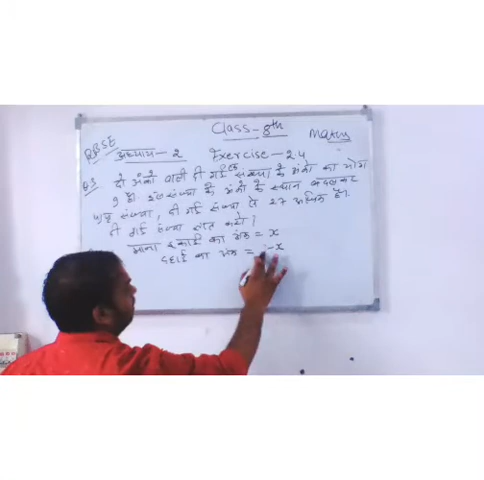 Class - 8th
RBSE अध्याय - 2 Exercise - 2.4 Maths
Q3 दो अंको वाली दी गई संख्या के अंको का योग
9 है। इस संख्या के अंको के स्थान बदलकर
प्राप्त संख्या, दी गई संख्या से 27 अधिक है।
दी गई संख्या ज्ञात करो?
माना इकाई का अंक = x
दहाई का अंक = -x